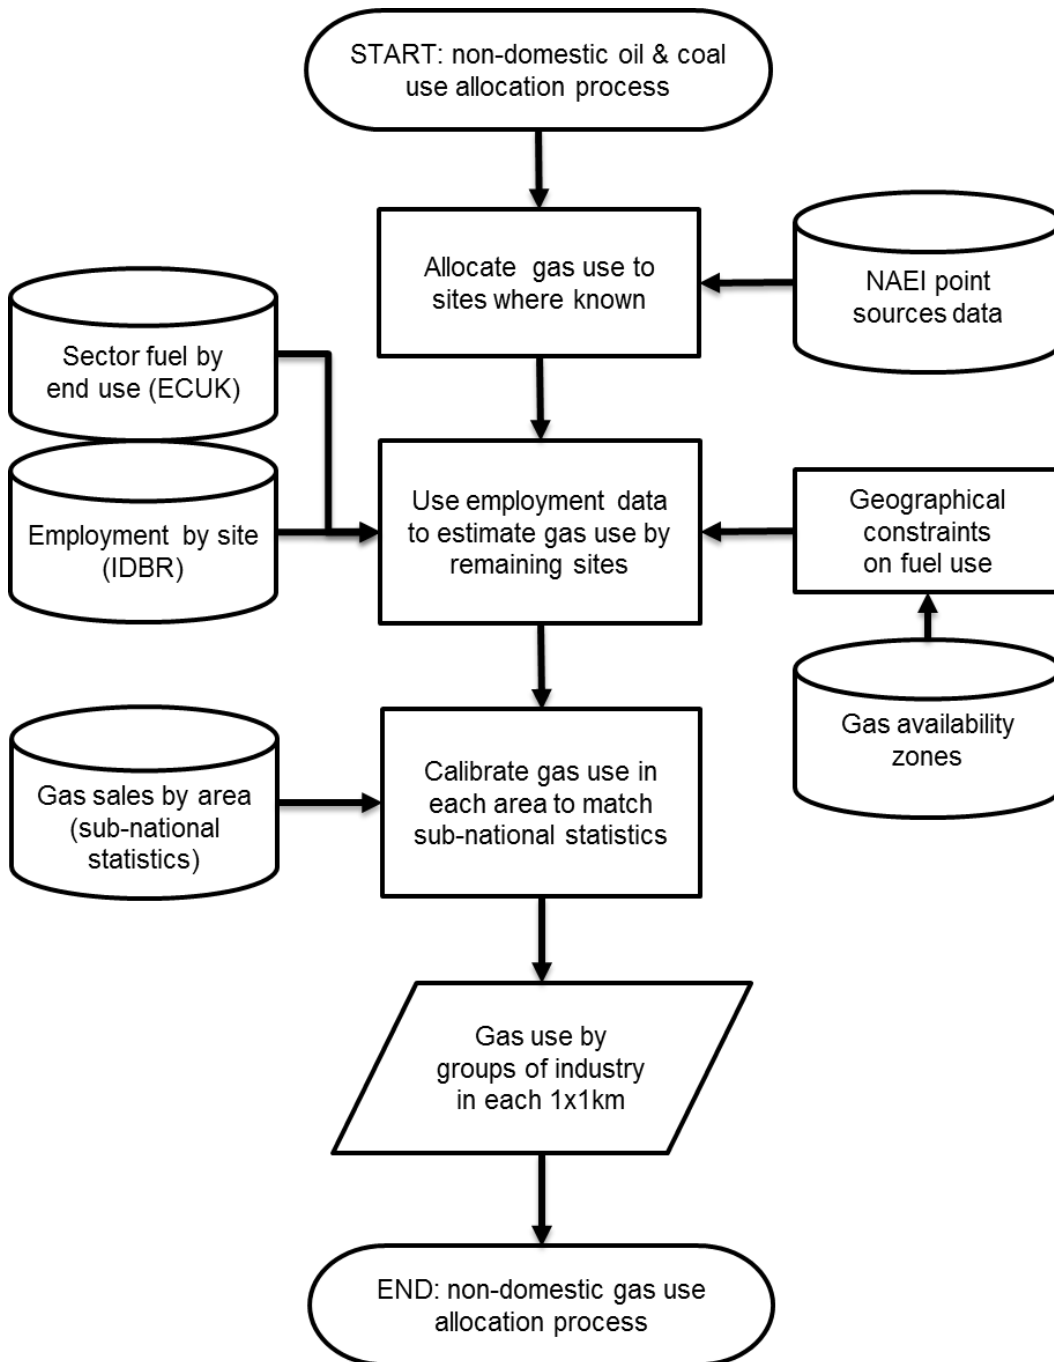 START: non-domestic oil & coal
use allocation process
Allocate gas use to
sites where known
NAEI point
sources data
Sector fuel by
end use (ECUK)
Employment by site
(IDBR)
Use employment data
to estimate gas use by
remaining sites
Geographical
constraints
on fuel use
Gas availability
zones
Gas sales by area
(sub-national
statistics)
Calibrate gas use in
each area to match
sub-national statistics
Gas use by
groups of industry
in each 1x1km
END: non-domestic gas use
allocation process